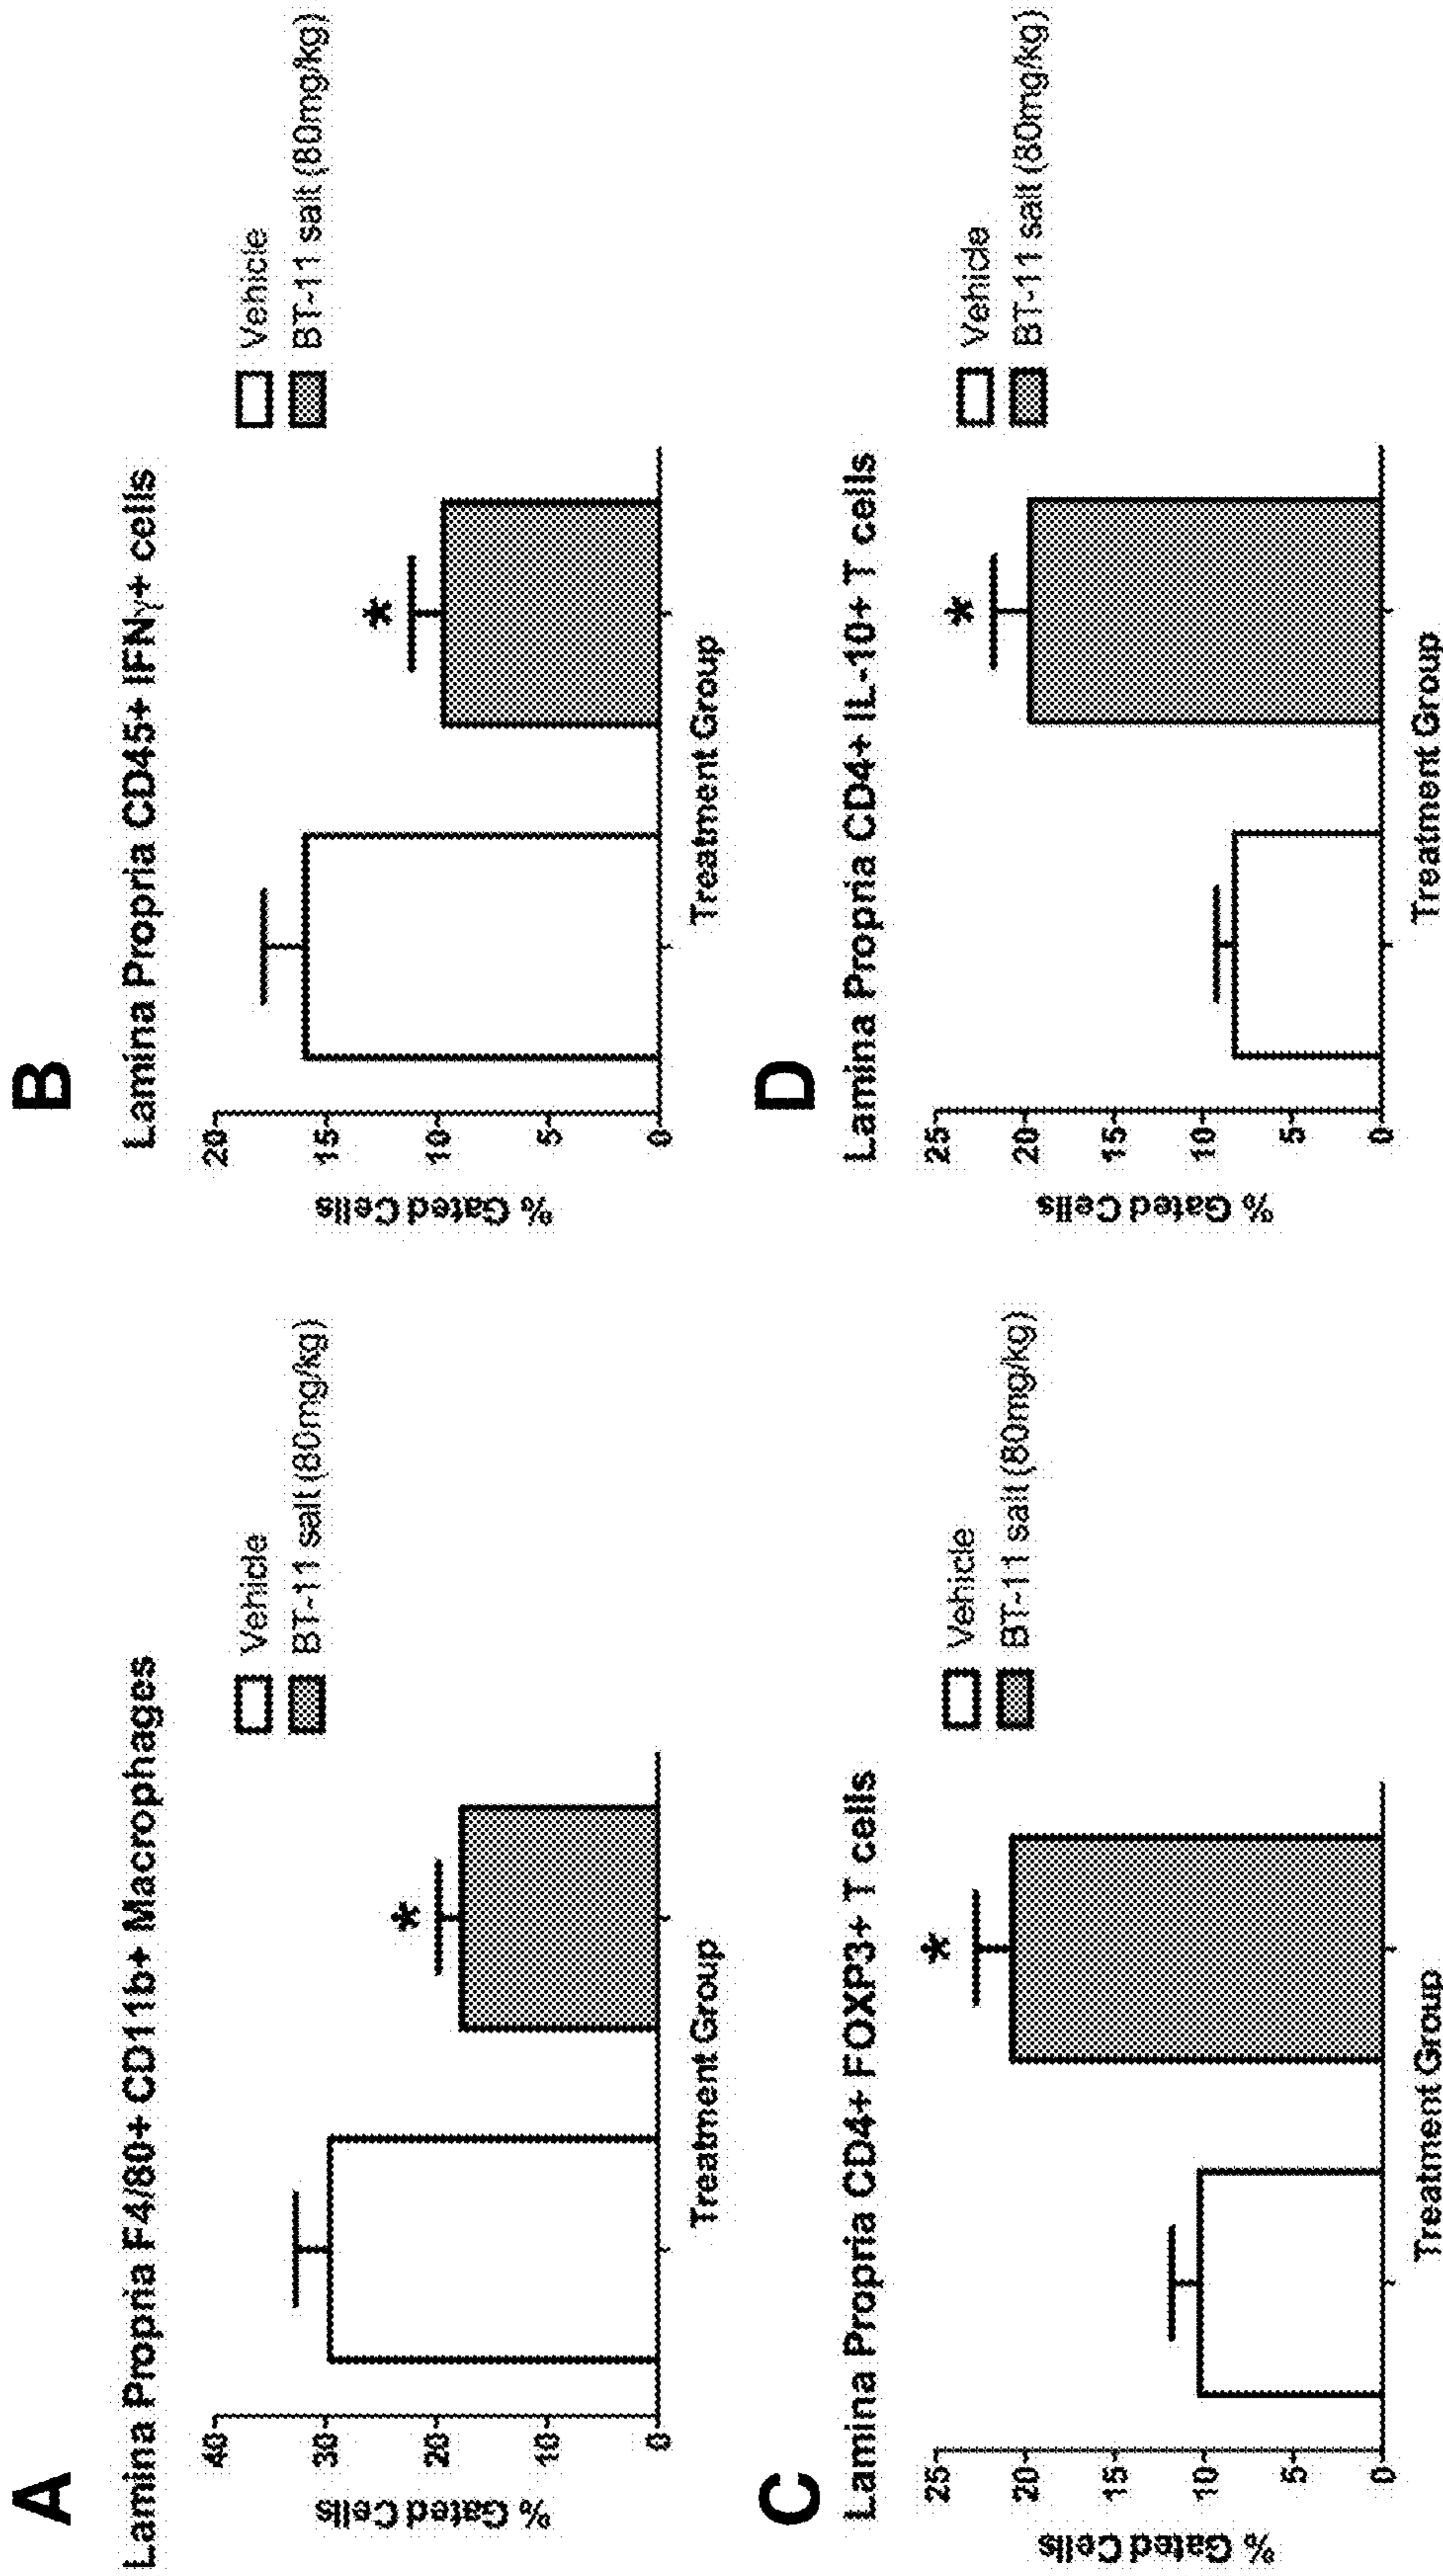 A
Lamina Propria F4/80+ CD11b+ Macrophages
% Gated Cells
40
30
20
10
0
*
Treatment Group
Vehicle
BT-11 salt (80mg/kg)
B
Lamina Propria CD45+ IFNγ+ cells
% Gated Cells
20
15
10
5
0
*
Treatment Group
Vehicle
BT-11 salt (80mg/kg)
C
Lamina Propria CD4+ FOXP3+ T cells
% Gated Cells
25
20
15
10
5
0
*
Treatment Group
Vehicle
BT-11 salt (80mg/kg)
D
Lamina Propria CD4+ IL-10+ T cells
% Gated Cells
25
20
15
10
5
0
*
Treatment Group
Vehicle
BT-11 salt (80mg/kg)